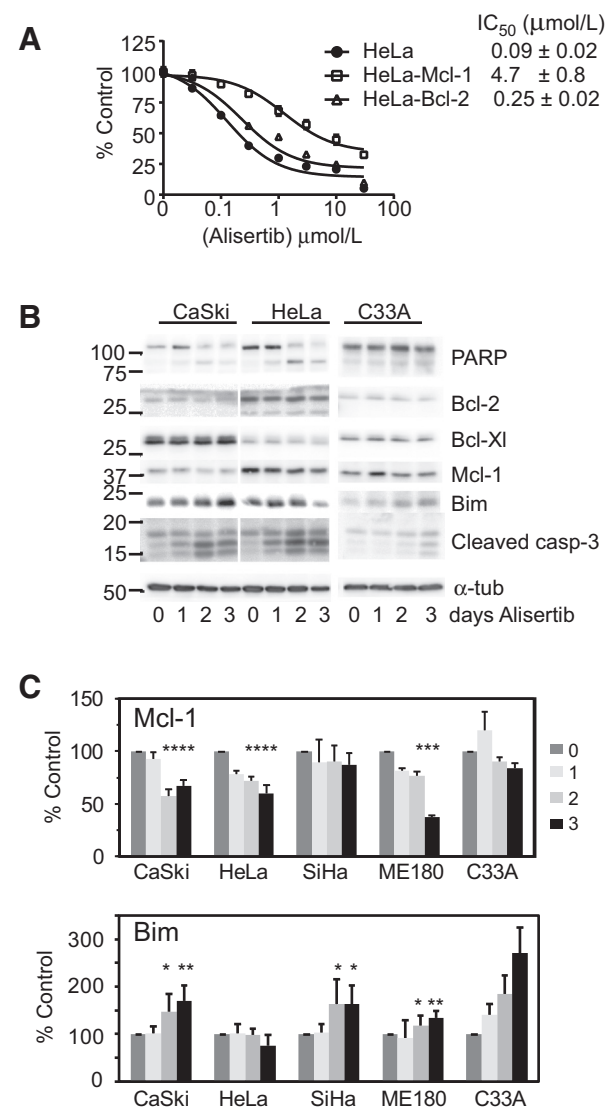 A
IC50 (μmol/L)
HeLa 0.09 ± 0.02
HeLa-Mcl-1 4.7 ± 0.8
HeLa-Bcl-2 0.25 ± 0.02
% Control
125
100
75
50
25
0
0 0.1 1 10 100
(Alisertib) μmol/L
B
CaSki HeLa C33A
100
75
PARP
25
Bcl-2
25
Bcl-Xl
37
Mcl-1
25
Bim
20
15
Cleaved casp-3
50
α-tub
0 1 2 3 0 1 2 3 0 1 2 3 days Alisertib
C
Mcl-1
% Control
150
100
50
0
**** **** ***
CaSki HeLa SiHa ME180 C33A
0
1
2
3
Bim
% Control
300
200
100
0
* ** * * * **
CaSki HeLa SiHa ME180 C33A